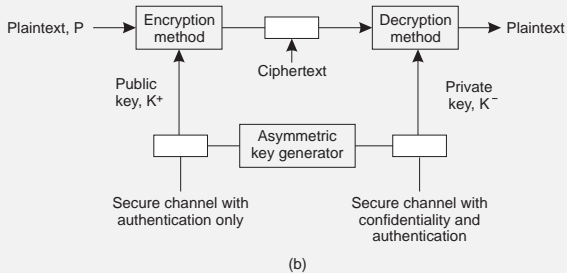 Plaintext, P
Encryption
method
Decryption
method
Plaintext
Ciphertext
Public
key, K+
Private
key, K−
Asymmetric
key generator
Secure channel with
authentication only
Secure channel with
confidentiality and
authentication
(b)